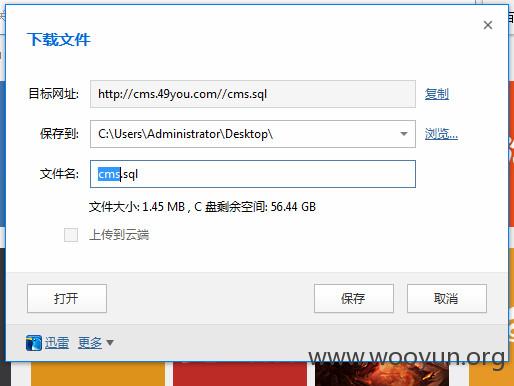 下载文件
目标网址: http://cms.49you.com//cms.sql 复制
保存到: C:\Users\Administrator\Desktop\ 浏览...
文件名: cms.sql
文件大小: 1.45 MB , C 盘剩余空间: 56.44 GB
上传到云端
打开 保存 取消
迅雷 更多
www.wooyun.org